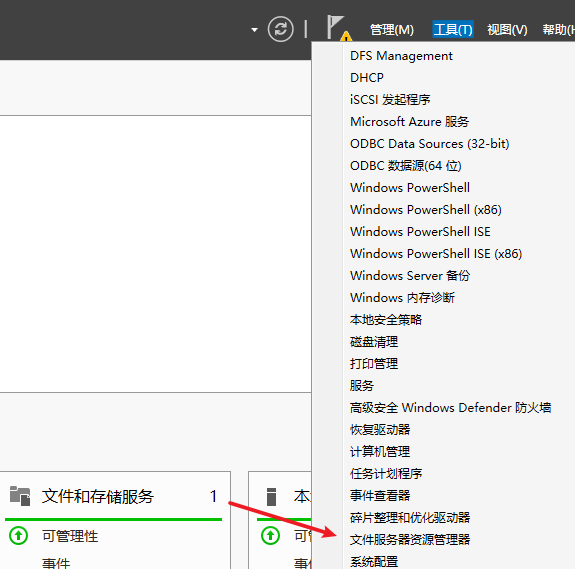 管理(M) 工具(T) 视图(V) 帮助(H
DFS Management
DHCP
iSCSI 发起程序
Microsoft Azure 服务
ODBC Data Sources (32-bit)
ODBC 数据源(64 位)
Windows PowerShell
Windows PowerShell (x86)
Windows PowerShell ISE
Windows PowerShell ISE (x86)
Windows Server 备份
Windows 内存诊断
本地安全策略
磁盘清理
打印管理
服务
高级安全 Windows Defender 防火墙
恢复驱动器
计算机管理
任务计划程序
事件查看器
碎片整理和优化驱动器
文件服务器资源管理器
系统配置
文件和存储服务 1
可管理性
事件
本
可